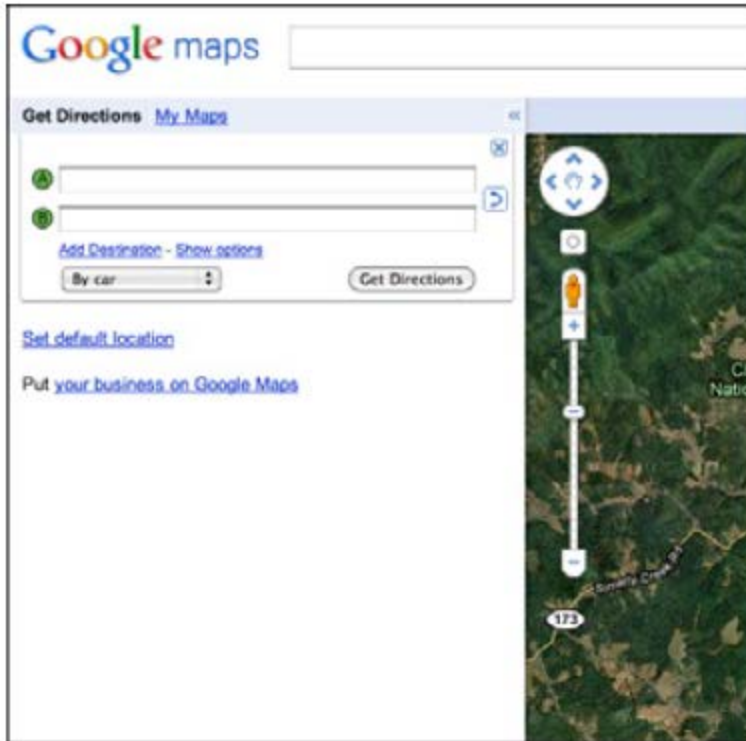 Google maps
Get Directions My Maps «
A
B
Add Destination - Show options
By car Get Directions
Set default location
Put your business on Google Maps
173